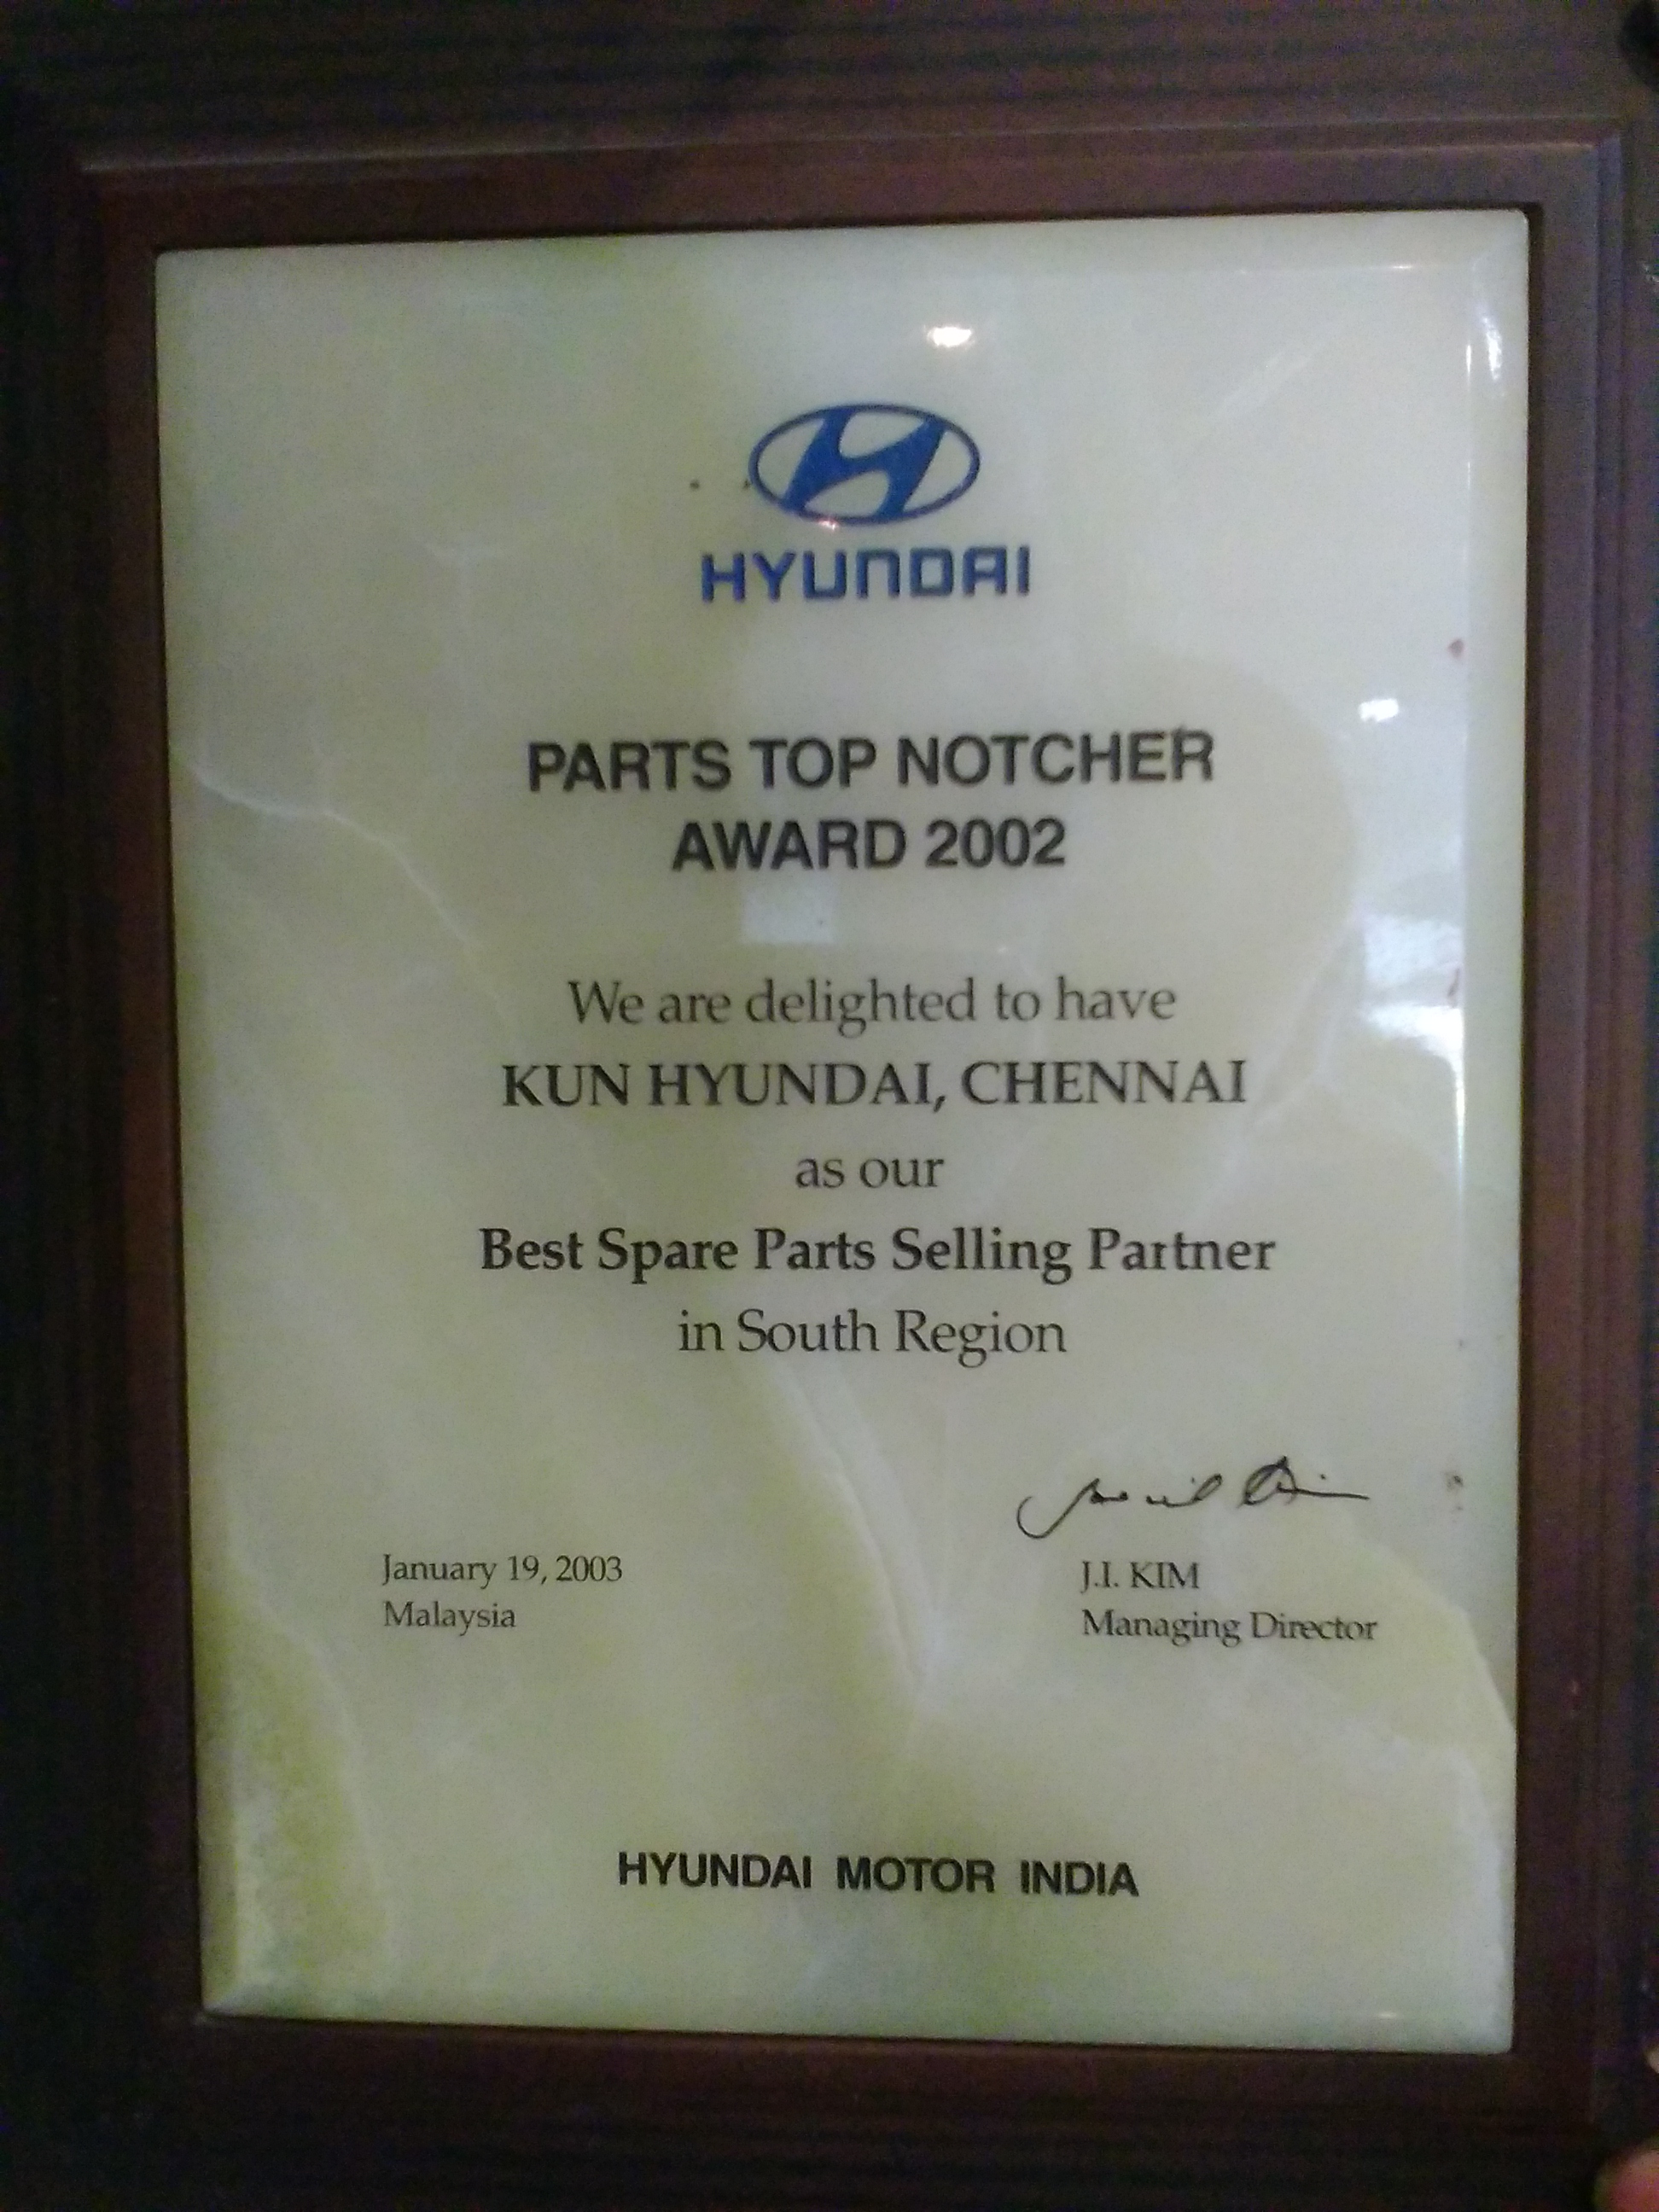 HYUNDAI
PARTS TOP NOTCHER
AWARD 2002
We are delighted to have
KUN HYUNDAI, CHENNAI
as our
Best Spare Parts Selling Partner
in South Region
January 19, 2003
Malaysia
J.I. KIM
Managing Director
HYUNDAI MOTOR INDIA